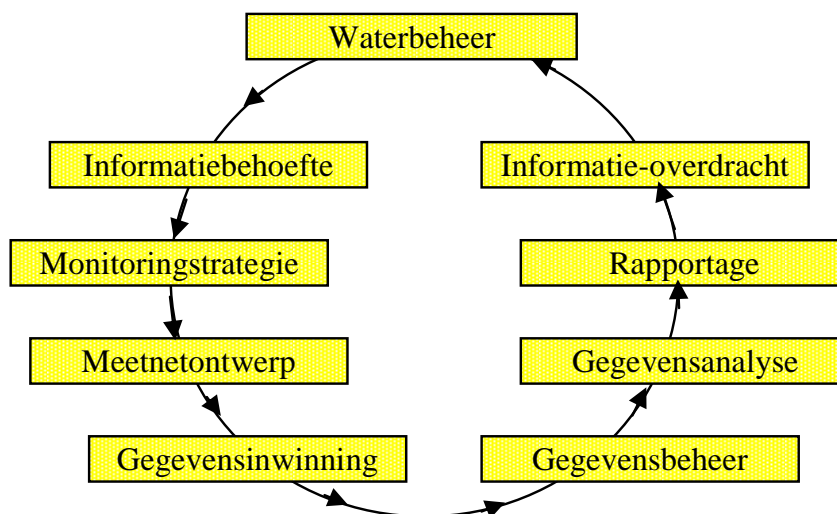 Waterbeheer
Informatiebehoefte
Informatie-overdracht
Monitoringstrategie
Rapportage
Meetnetontwerp
Gegevensanalyse
Gegevensinwinning
Gegevensbeheer